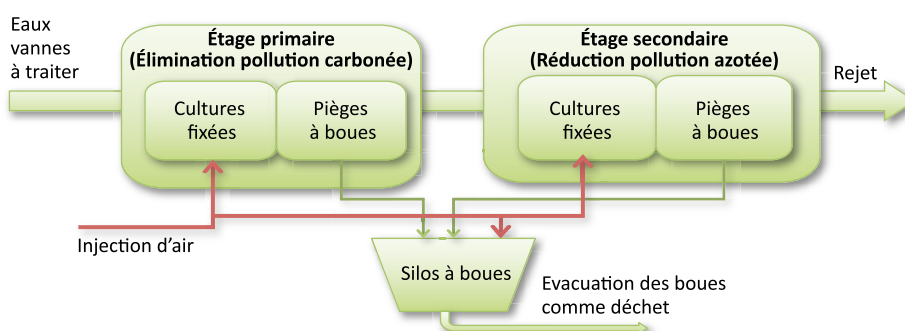 Eaux
vannes
à traiter
Étage primaire
(Élimination pollution carbonée)
Cultures
fixées
Pièges
à boues
Étage secondaire
(Réduction pollution azotée)
Cultures
fixées
Pièges
à boues
Rejet
Injection d'air
Silos à boues
Evacuation des boues
comme déchet